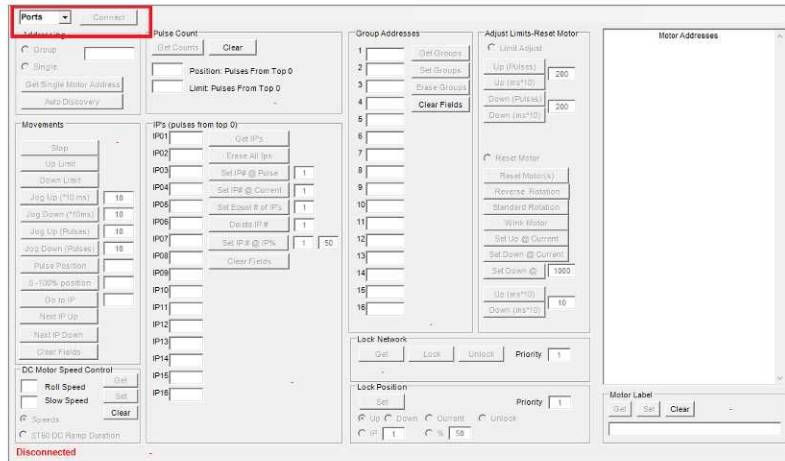 Ports Connect
Addressing
Group
Single
Get Single Motor Address
Auto Discovery
Pulse Count
Get Counts Clear
Position: Pulses From Top 0
Limit: Pulses From Top 0
-
Group Addresses
1 Get Groups
2 Set Groups
3 Erase Groups
4 Clear Fields
5
6
7
8
9
10
11
12
13
14
15
16
-
Adjust Limits-Reset Motor
Limit Adjust
Up (Pulses)
Up (ms*10) 200
Down (Pulses)
Down (ms*10) 200
Reset Motor
Reset Motor(s)
Reverse Rotation
Standard Rotation
Wink Motor
Set Up @ Current
Set Down @ Current
Set Down @ 1000
Up (ms*10)
Down (ms*10) 10
Motor Addresses
Movements
Stop -
Up Limit
Down Limit
Jog Up (*10 ms) 10
Jog Down (*10ms) 10
Jog Up (Pulses) 10
Jog Down (Pulses) 10
Pulse Position
0-100% position
Go to IP
Next IP Up
Next IP Down
Clear Fields
IP's (pulses from top 0)
IP01 Get IP's
IP02 Erase All Ips
IP03 Set IP# @ Pulse 1
IP04 Set IP# @ Current 1
IP05 Set Equal # of IP's 1
IP06 Delete IP # 1
IP07 Set IP # @ IP% 1 50
IP08 Clear Fields
IP09
IP10
IP11
IP12
IP13
IP14
IP15
IP16
-
DC Motor Speed Control
Roll Speed Get
Slow Speed Set
Clear
Speeds
ST50 DC Ramp Duration
Lock Network
Get Lock Unlock Priority 1
-
Lock Position
Set Priority 1
Up Down Current Unlock
IP 1 % 50
Motor Label
Get Set Clear -
Disconnected -